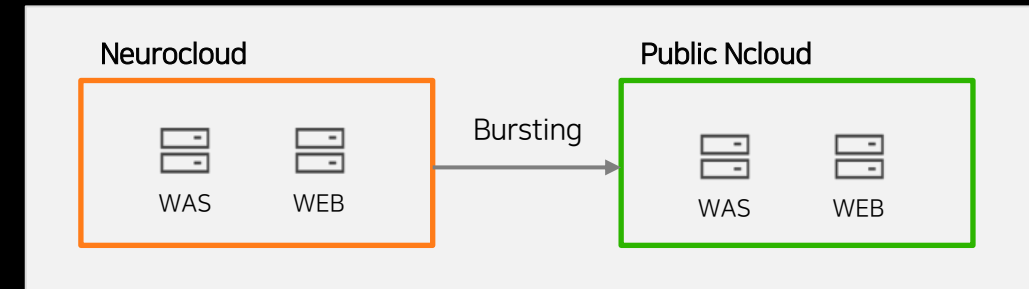 Neurocloud
Public Ncloud
Bursting
WAS
WEB
WAS
WEB